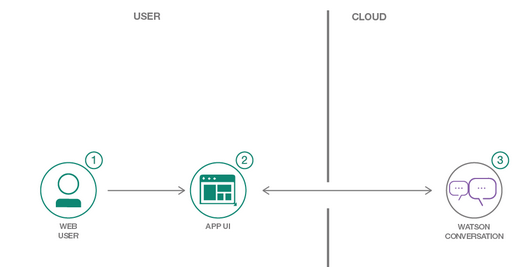 USER
CLOUD
1
2
3
WEB
USER
APP UI
WATSON
CONVERSATION